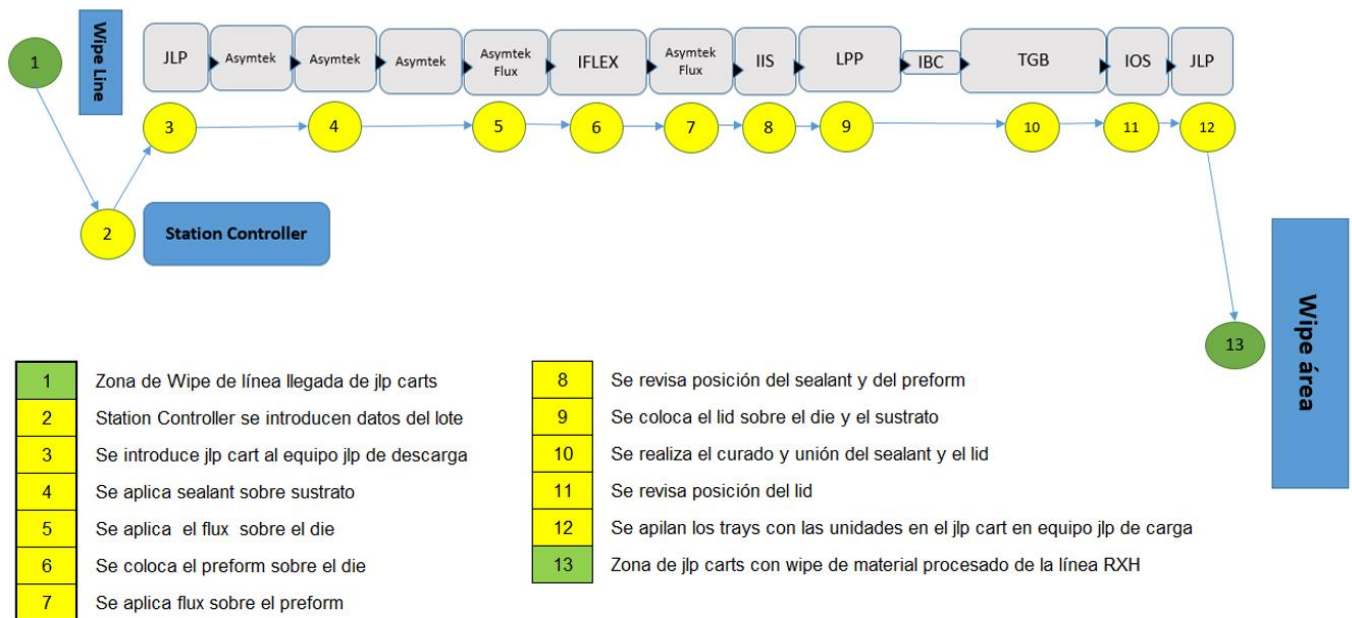 1
Wipe Line
JLP
Asymtek
Asymtek
Asymtek
Asymtek
Flux
IFLEX
Asymtek
Flux
IIS
LPP
IBC
TGB
IOS
JLP
3
4
5
6
7
8
9
10
11
12
2
Station Controller
13
Wipe área
1 Zona de Wipe de línea llegada de jlp carts
2 Station Controller se introducen datos del lote
3 Se introduce jlp cart al equipo jlp de descarga
4 Se aplica sealant sobre sustrato
5 Se aplica el flux sobre el die
6 Se coloca el preform sobre el die
7 Se aplica flux sobre el preform
8 Se revisa posición del sealant y del preform
9 Se coloca el lid sobre el die y el sustrato
10 Se realiza el curado y unión del sealant y el lid
11 Se revisa posición del lid
12 Se apilan los trays con las unidades en el jlp cart en equipo jlp de carga
13 Zona de jlp carts con wipe de material procesado de la línea RXH